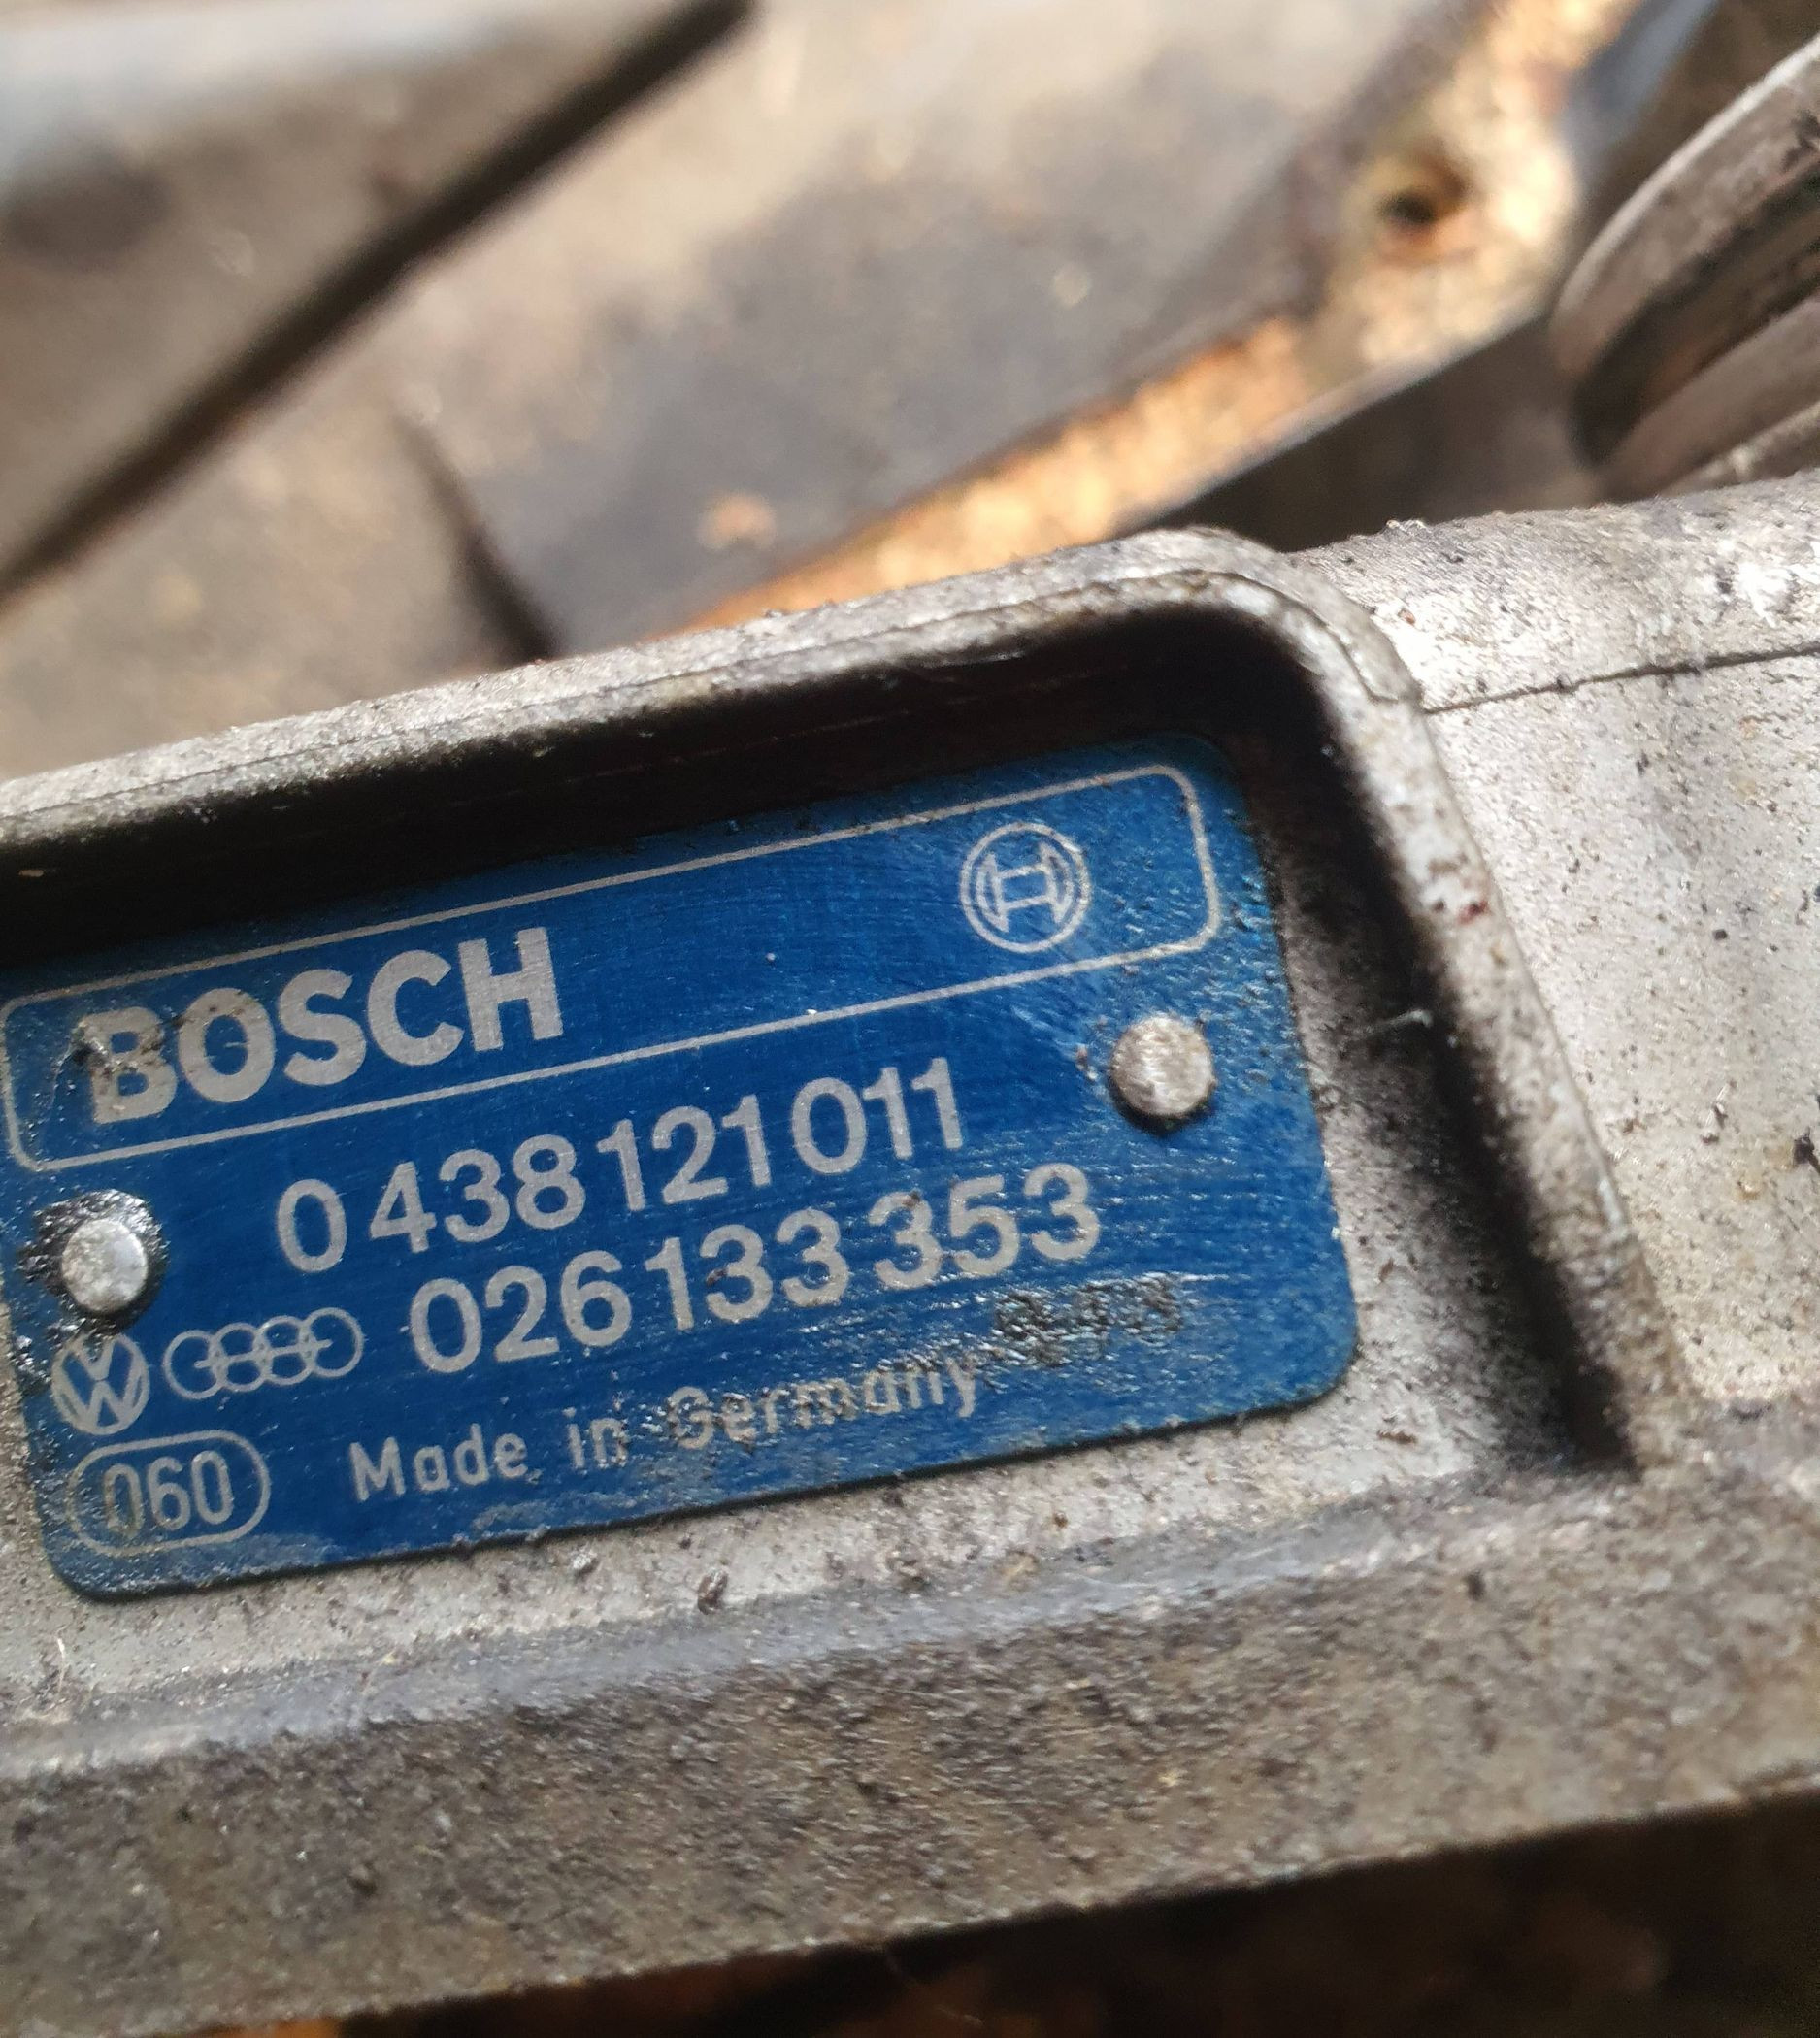 BOSCH
0 438 121 011
026 133 353
060 Made in Germany